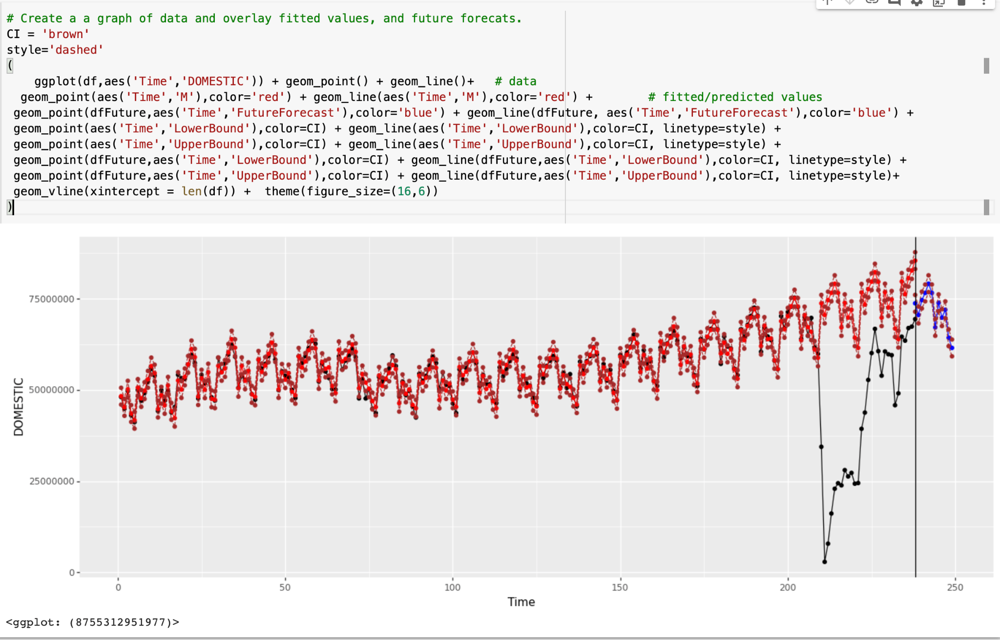 # Create a a graph of data and overlay fitted values, and future forecats.
CI = 'brown'
style='dashed'
(
    ggplot(df,aes('Time','DOMESTIC')) + geom_point() + geom_line()+   # data
  geom_point(aes('Time','M'),color='red') + geom_line(aes('Time','M'),color='red') +        # fitted/predicted values
 geom_point(dfFuture,aes('Time','FutureForecast'),color='blue') + geom_line(dfFuture, aes('Time','FutureForecast'),color='blue') +
 geom_point(aes('Time','LowerBound'),color=CI) + geom_line(aes('Time','LowerBound'),color=CI, linetype=style) +
 geom_point(aes('Time','UpperBound'),color=CI) + geom_line(aes('Time','UpperBound'),color=CI, linetype=style) +
 geom_point(dfFuture,aes('Time','LowerBound'),color=CI) + geom_line(dfFuture,aes('Time','LowerBound'),color=CI, linetype=style) +
 geom_point(dfFuture,aes('Time','UpperBound'),color=CI) + geom_line(dfFuture,aes('Time','UpperBound'),color=CI, linetype=style)+
 geom_vline(xintercept = len(df)) +  theme(figure_size=(16,6))
)
75000000
50000000
25000000
0
DOMESTIC
0 50 100 150 200 250
Time
<ggplot: (8755312951977)>